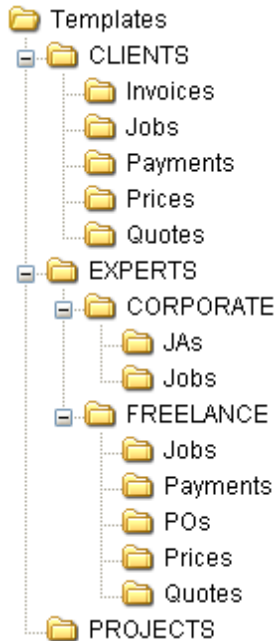 Templates
CLIENTS
Invoices
Jobs
Payments
Prices
Quotes
EXPERTS
CORPORATE
JAs
Jobs
FREELANCE
Jobs
Payments
POs
Prices
Quotes
PROJECTS